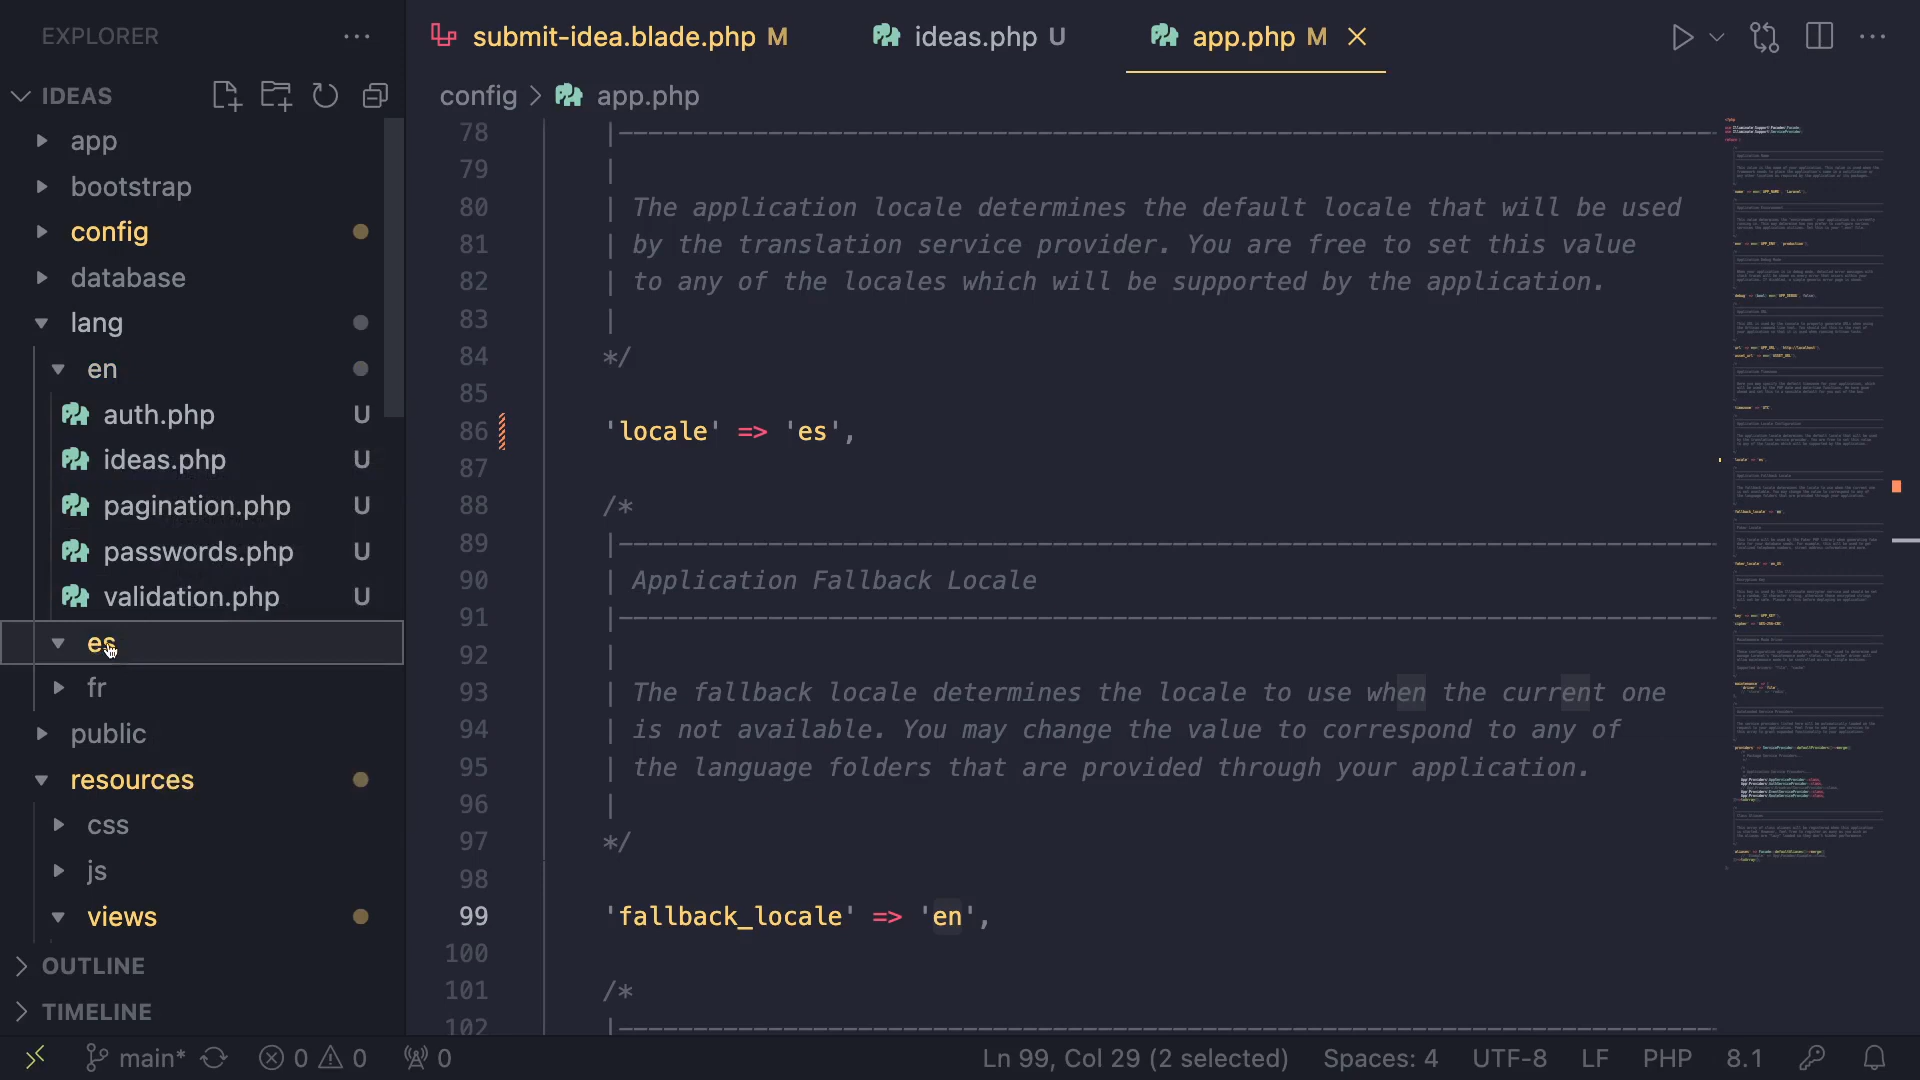 EXPLORER
IDEAS
app
bootstrap
config
database
lang
en
auth.php U
ideas.php U
pagination.php U
passwords.php U
validation.php U
es
fr
public
resources
css
js
views
OUTLINE
TIMELINE
submit-idea.blade.php M
ideas.php U
app.php M
config > app.php
78 |--------------------------------------------------------------------------
79 |
80 | The application locale determines the default locale that will be used
81 | by the translation service provider. You are free to set this value
82 | to any of the locales which will be supported by the application.
83 |
84 */
85
86 'locale' => 'es',
87
88 /*
89 |--------------------------------------------------------------------------
90 | Application Fallback Locale
91 |--------------------------------------------------------------------------
92 |
93 | The fallback locale determines the locale to use when the current one
94 | is not available. You may change the value to correspond to any of
95 | the language folders that are provided through your application.
96 |
97 */
98
99 'fallback_locale' => 'en',
100
101 /*
102 |--------------------------------------------------------------------------
main* 0 0 0
Ln 99, Col 29 (2 selected) Spaces: 4 UTF-8 LF PHP 8.1